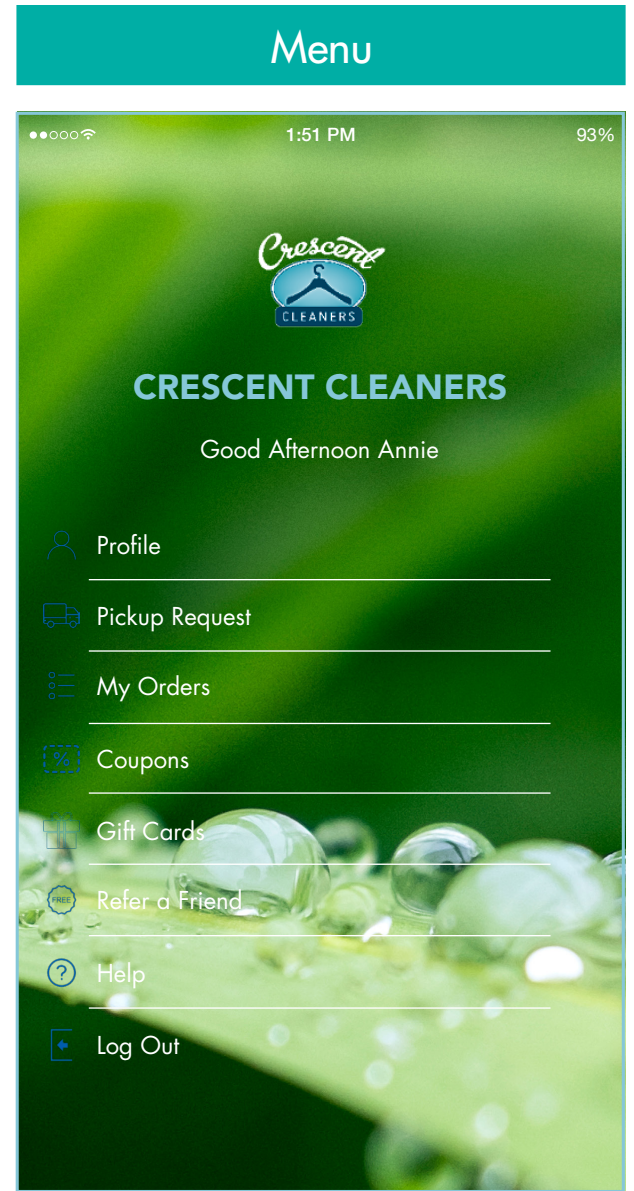 Menu
1:51 PM
93%
Crescent
CLEANERS
CRESCENT CLEANERS
Good Afternoon Annie
Profile
Pickup Request
My Orders
% Coupons
Gift Cards
FREE Refer a Friend
? Help
Log Out